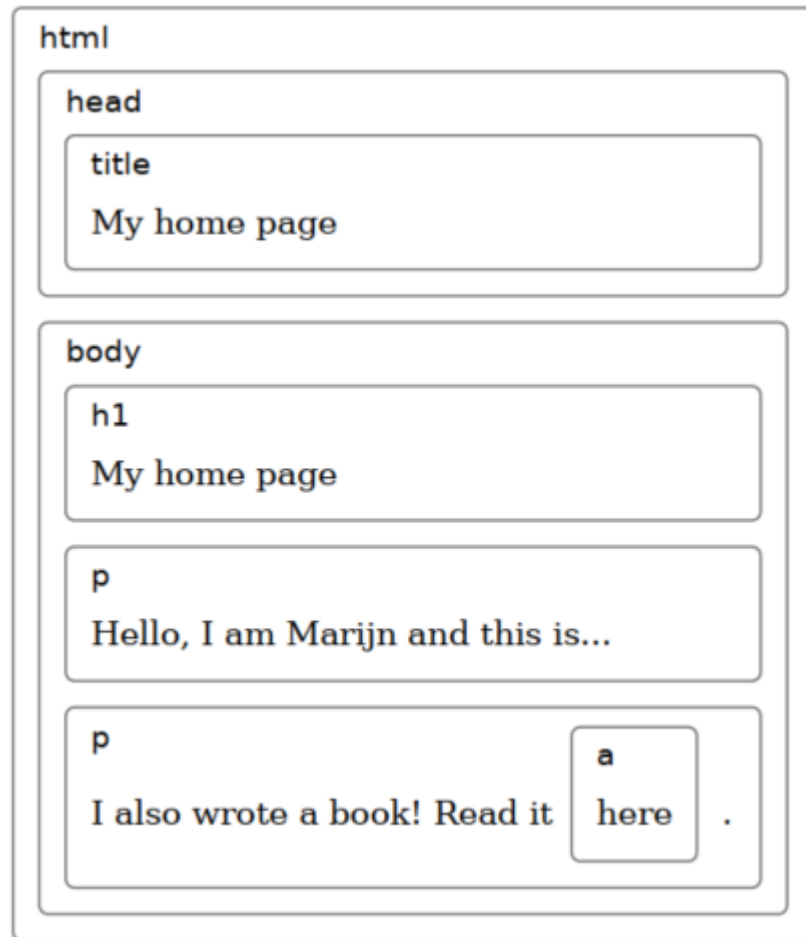 html
head
title
My home page
body
h1
My home page
p
Hello, I am Marijn and this is...
p
a
I also wrote a book! Read it here .